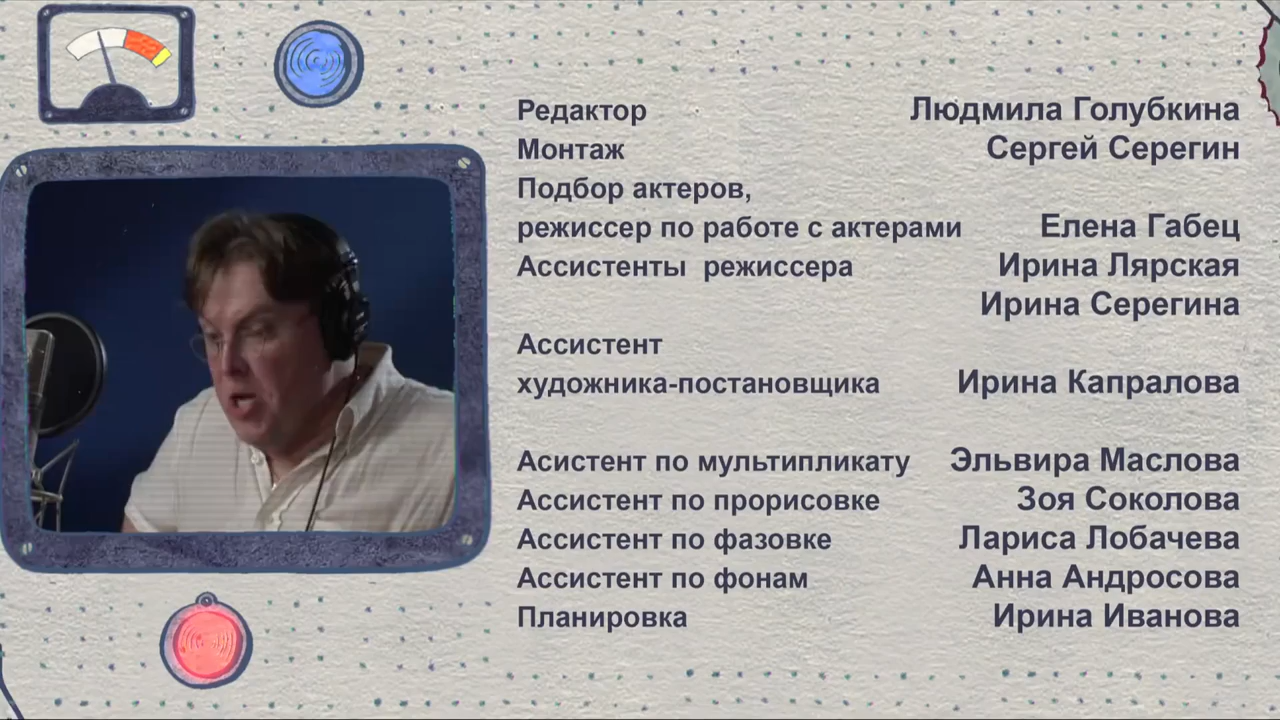 Редактор Людмила Голубкина
Монтаж Сергей Серегин
Подбор актеров,
режиссер по работе с актерами Елена Габец
Ассистенты режиссера Ирина Лярская
Ирина Серегина
Ассистент
художника-постановщика Ирина Капралова
Асистент по мультипликату Эльвира Маслова
Ассистент по прорисовке Зоя Соколова
Ассистент по фазовке Лариса Лобачева
Ассистент по фонам Анна Андросова
Планировка Ирина Иванова